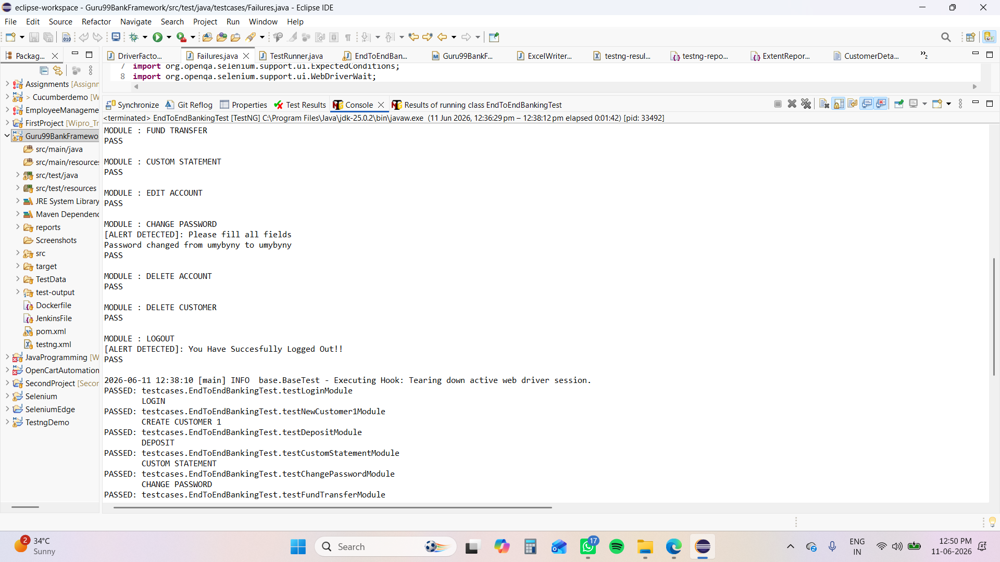 eclipse-workspace - Guru99BankFramework/src/test/java/testcases/Failures.java - Eclipse IDE
File Edit Source Refactor Navigate Search Project Run Window Help
Packag...
DriverFacto... Failures.java TestRunner.java EndToEndBan... Guru99BankF... ExcelWriter... testng-resul... testng-repo... ExtentRepor... CustomerDeta... »2
7 import org.openqa.selenium.support.ui.ExpectedConditions;
8 import org.openqa.selenium.support.ui.WebDriverWait;
Assignments [Assignr
> Cucumberdemo [W
EmployeeManageme
FirstProject [Wipro_Tr
Guru99BankFramewo
src/main/java
src/main/resources
src/test/java
src/test/resources
JRE System Library
Maven Dependenc
reports
Screenshots
src
target
TestData
test-output
Dockerfile
JenkinsFile
pom.xml
testng.xml
JavaProgramming [W
OpenCartAutomation
SecondProject [Secor
Selenium
SeleniumEdge
TestngDemo
Synchronize Git Reflog Properties Test Results Console Results of running class EndToEndBankingTest
<terminated> EndToEndBankingTest [TestNG] C:\Program Files\Java\jdk-25.0.2\bin\javaw.exe (11 Jun 2026, 12:36:29 pm – 12:38:12 pm elapsed 0:01:42) [pid: 33492]
MODULE : FUND TRANSFER
PASS
MODULE : CUSTOM STATEMENT
PASS
MODULE : EDIT ACCOUNT
PASS
MODULE : CHANGE PASSWORD
[ALERT DETECTED]: Please fill all fields
Password changed from umybyny to umybyny
PASS
MODULE : DELETE ACCOUNT
PASS
MODULE : DELETE CUSTOMER
PASS
MODULE : LOGOUT
[ALERT DETECTED]: You Have Succesfully Logged Out!!
PASS
2026-06-11 12:38:10 [main] INFO  base.BaseTest - Executing Hook: Tearing down active web driver session.
PASSED: testcases.EndToEndBankingTest.testLoginModule
LOGIN
PASSED: testcases.EndToEndBankingTest.testNewCustomer1Module
CREATE CUSTOMER 1
PASSED: testcases.EndToEndBankingTest.testDepositModule
DEPOSIT
PASSED: testcases.EndToEndBankingTest.testCustomStatementModule
CUSTOM STATEMENT
PASSED: testcases.EndToEndBankingTest.testChangePasswordModule
CHANGE PASSWORD
PASSED: testcases.EndToEndBankingTest.testFundTransferModule
2
34°C
Sunny
Search
17
ENG
IN
12:50 PM
11-06-2026